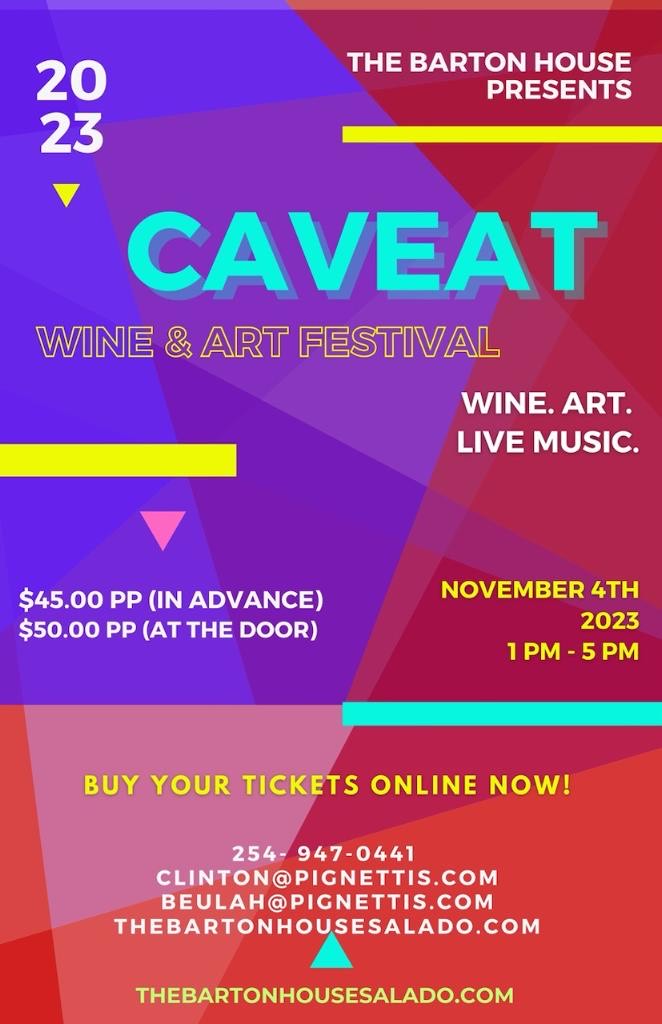 20
23
THE BARTON HOUSE
PRESENTS
CAVEAT
WINE & ART FESTIVAL
WINE. ART.
LIVE MUSIC.
$45.00 PP (IN ADVANCE)
$50.00 PP (AT THE DOOR)
NOVEMBER 4TH
2023
1 PM - 5 PM
BUY YOUR TICKETS ONLINE NOW!
254- 947-0441
CLINTON@PIGNETTIS.COM
BEULAH@PIGNETTIS.COM
THEBARTONHOUSESALADO.COM
THEBARTONHOUSESALADO.COM